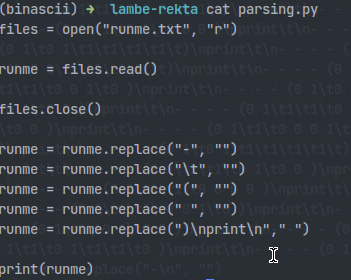 (binascii) → lambe-rekta cat parsing.py
files = open("runme.txt", "r")
runme = files.read()
files.close()
runme = runme.replace("-", "")
runme = runme.replace("\t", "")
runme = runme.replace("(", "")
runme = runme.replace(" ", "")
runme = runme.replace(")\nprint\n"," ")
print(runme)